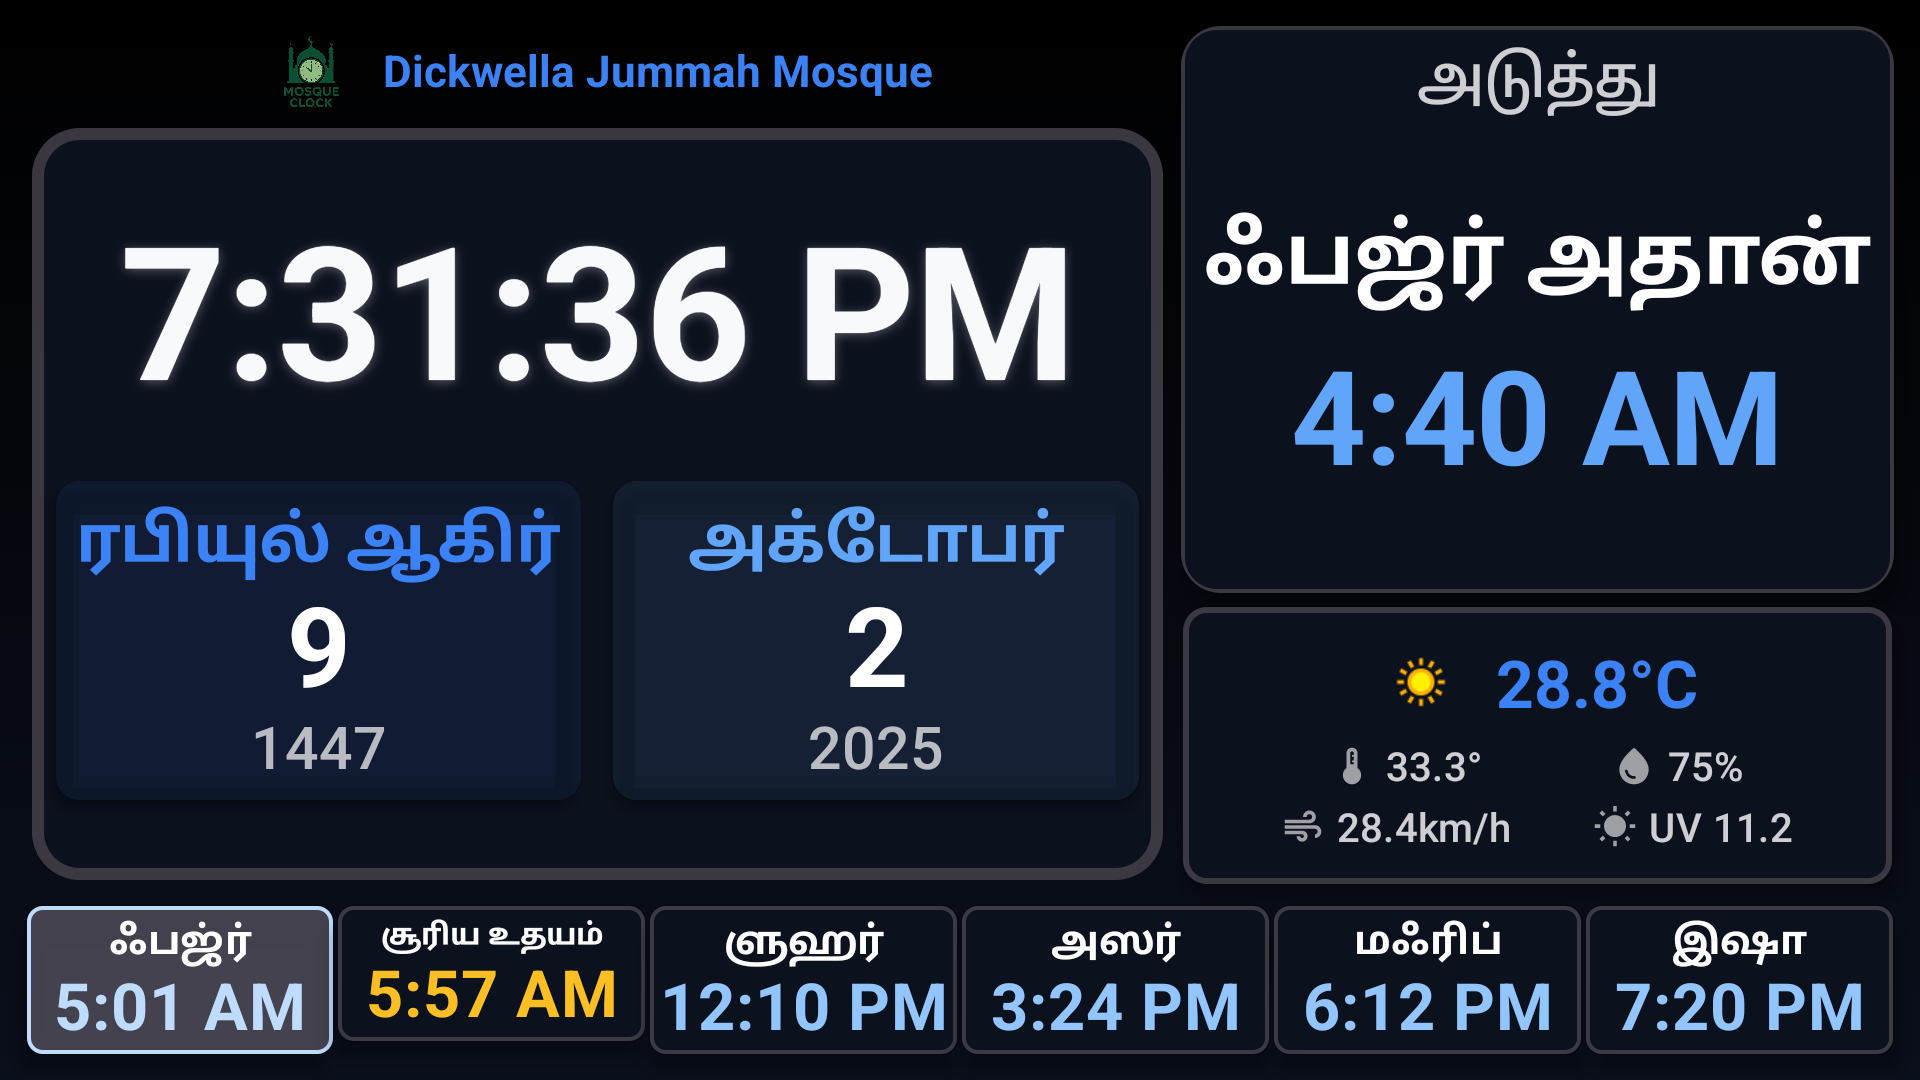 MOSQUE
CLOCK
Dickwella Jummah Mosque
7:31:36 PM
ரபியுல் ஆகிர்
9
1447
அக்டோபர்
2
2025
அடுத்து
ஃபஜ்ர் அதான்
4:40 AM
28.8°C
33.3°
75%
28.4km/h
UV 11.2
ஃபஜ்ர்
5:01 AM
சூரிய உதயம்
5:57 AM
ளுஹர்
12:10 PM
அஸர்
3:24 PM
மஃரிப்
6:12 PM
இஷா
7:20 PM